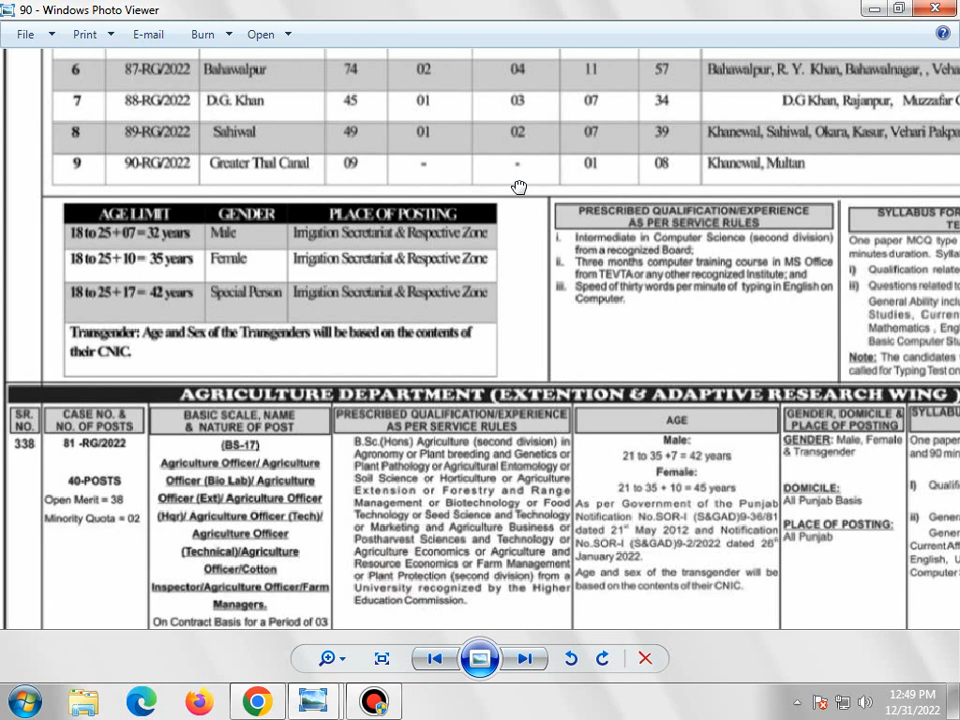 90 - Windows Photo Viewer
File Print E-mail Burn Open
6 87-RG/2022 Bahawalpur 74 02 04 11 57 Bahawalpur, R. Y. Khan, Bahawalnagar, , Veha
7 88-RG/2022 D.G. Khan 45 01 03 07 34 D.G Khan, Rajanpur, Muzzafar G
8 89-RG/2022 Sahiwal 49 01 02 07 39 Khanewal, Sahiwal, Okara, Kasur, Vehari Pakpa
9 90-RG/2022 Greater Thal Canal 09 - - 01 08 Khanewal, Multan
AGE LIMIT GENDER PLACE OF POSTING
18 to 25+07=32 years Male Irrigation Secretariat & Respective Zone
18 to 25+10= 35 years Female Irrigation Secretariat & Respective Zone
18 to 25+17= 42 years Special Person Irrigation Secretariat & Respective Zone
Transgender: Age and Sex of the Transgenders will be based on the contents of
their CNIC.
PRESCRIBED QUALIFICATION/EXPERIENCE
AS PER SERVICE RULES
i. Intermediate in Computer Science (second division)
from a recognized Board;
ii. Three months computer training course in MS Office
from TEVTA or any other recognized Institute; and
iii. Speed of thirty words per minute of typing in English on
Computer.
SYLLABUS FOR
TE
One paper MCQ type
minutes duration. Sylla
i) Qualification relate
ii) Questions related to
General Ability inclu
Studies, Current
Mathematics , Eng
Basic Computer Stu
Note: The candidates
called for Typing Test on
AGRICULTURE DEPARTMENT (EXTENTION & ADAPTIVE RESEARCH WING )
SR.
NO.
CASE NO. &
NO. OF POSTS
BASIC SCALE, NAME
& NATURE OF POST
PRESCRIBED QUALIFICATION/EXPERIENCE
AS PER SERVICE RULES
AGE
GENDER, DOMICILE &
PLACE OF POSTING
SYLLABU
338
81 -RG/2022
40-POSTS
Open Merit = 38
Minority Quota = 02
(BS-17)
Agriculture Officer/ Agriculture
Officer (Bio Lab)/ Agriculture
Officer (Ext)/ Agriculture Officer
(Hqr)/ Agriculture Officer (Tech)/
Agriculture Officer
(Technical)/Agriculture
Officer/Cotton
Inspector/Agriculture Officer/Farm
Managers.
On Contract Basis for a Period of 03
B.Sc.(Hons) Agriculture (second division) in
Agronomy or Plant breeding and Genetics or
Plant Pathology or Agricultural Entomology or
Soil Science or Horticulture or Agriculture
Extension or Forestry and Range
Management or Biotechnology or Food
Technology or Seed Science and Technology
or Marketing and Agriculture Business or
Postharvest Sciences and Technology or
Agriculture Economics or Agriculture and
Resource Economics or Farm Management
or Plant Protection (second division) from a
University recognized by the Higher
Education Commission.
Male:
21 to 35 +7 = 42 years
Female:
21 to 35 + 10 = 45 years
As per Government of the Punjab
Notification No.SOR-I (S&GAD)9-36/81
dated 21st May 2012 and Notification
No.SOR-I (S&GAD)9-2/2022 dated 26th
January 2022.
Age and sex of the transgender will be
based on the contents of their CNIC.
GENDER: Male, Female
& Transgender
DOMICILE:
All Punjab Basis
PLACE OF POSTING:
All Punjab
One paper
and 90 min
i) Qualifi
ii) Gener
Gene
Current Aff
English, U
Computer S
12:49 PM
12/31/2022